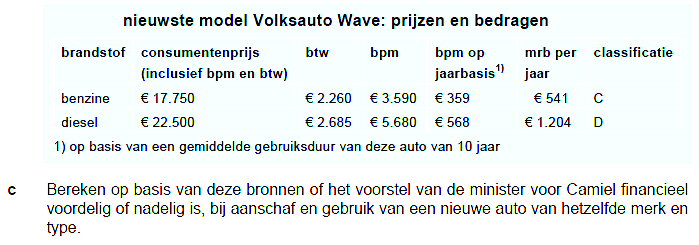 nieuwste model Volksauto Wave: prijzen en bedragen
brandstof consumentenprijs btw bpm bpm op mrb per classificatie
(inclusief bpm en btw) jaarbasis1) jaar
benzine € 17.750 € 2.260 € 3.590 € 359 € 541 C
diesel € 22.500 € 2.685 € 5.680 € 568 € 1.204 D
1) op basis van een gemiddelde gebruiksduur van deze auto van 10 jaar
c Bereken op basis van deze bronnen of het voorstel van de minister voor Camiel financieel
voordelig of nadelig is, bij aanschaf en gebruik van een nieuwe auto van hetzelfde merk en
type.